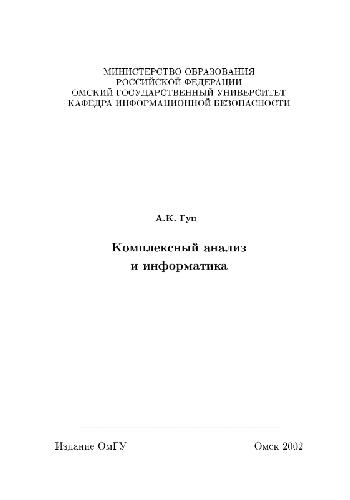 МИНИСТЕРСТВО ОБРАЗОВАНИЯ
РОССИЙСКОЙ ФЕДЕРАЦИИ
ОМСКИЙ ГОСУДАРСТВЕННЫЙ УНИВЕРСИТЕТ
КАФЕДРА ИНФОРМАЦИОННОЙ БЕЗОПАСНОСТИ
А.К. Гуц
Комплексный анализ
и информатика
Издание ОмГУ Омск 2002